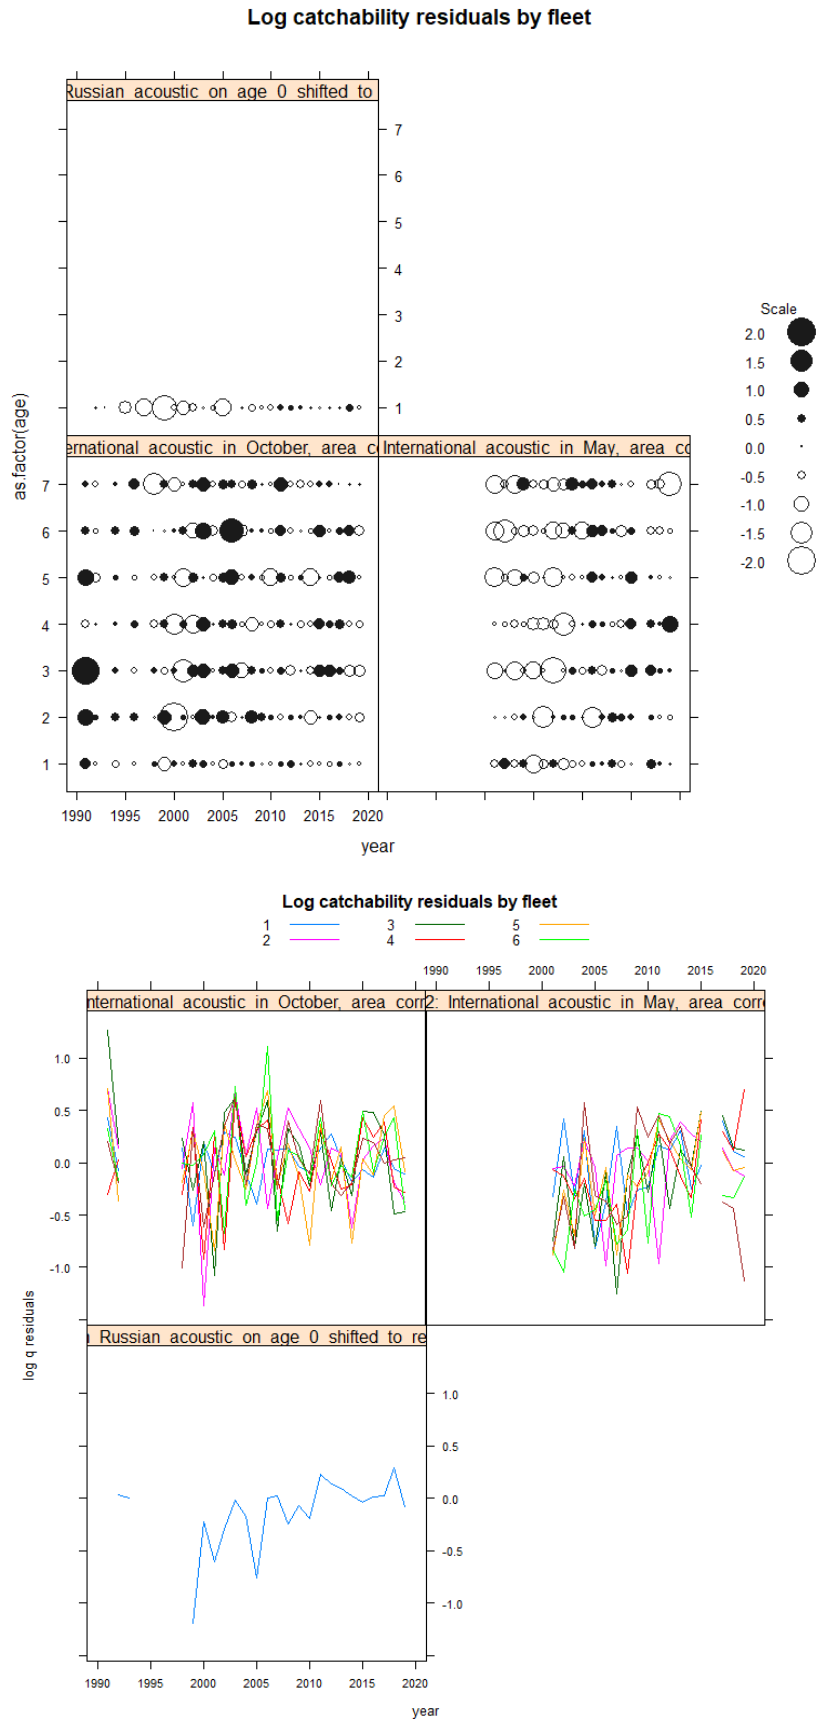 Log catchability residuals by fleet
Russian acoustic on age 0 shifted to
7
6
5
4
3
2
1
Scale
2.0
1.5
1.0
0.5
0.0
-0.5
-1.0
-1.5
-2.0
as.factor(age)
ernational acoustic in October, area
International acoustic in May, area
7
6
5
4
3
2
1
1990 1995 2000 2005 2010 2015 2020
year
Log catchability residuals by fleet
1 3 5
2 4 6
1990 1995 2000 2005 2010 2015 2020
nternational acoustic in October, area corr
2: International acoustic in May, area corre
1.0
0.5
0.0
-0.5
-1.0
Russian acoustic on age 0 shifted to re
1.0
0.5
0.0
-0.5
-1.0
log q residuals
1990 1995 2000 2005 2010 2015 2020
year